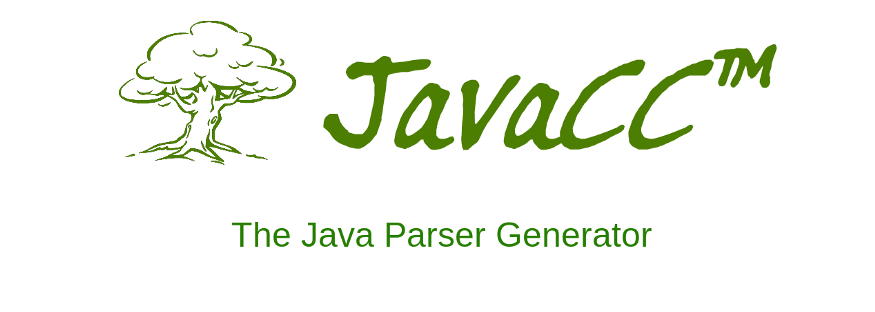 JavaCC™
The Java Parser Generator